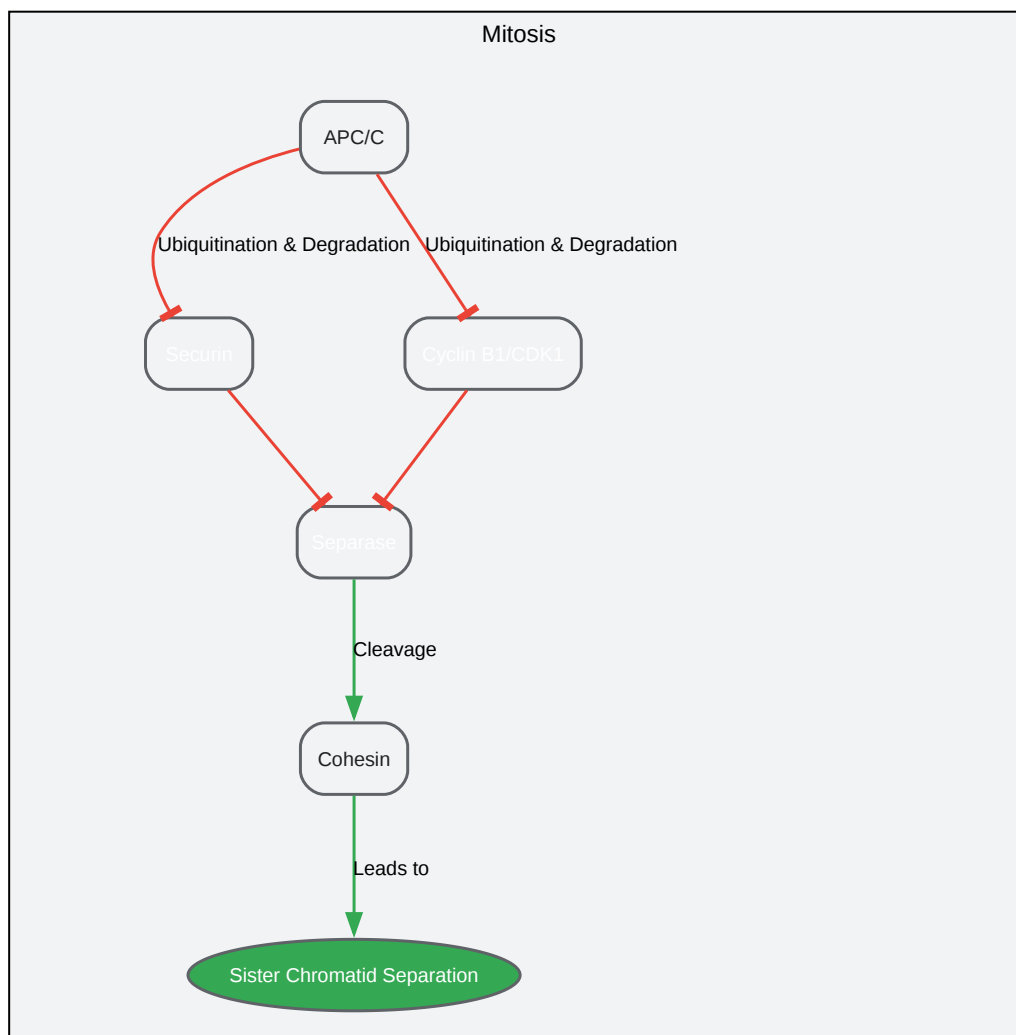 Mitosis
APC/C
Ubiquitination & Degradation
Ubiquitination & Degradation
Securin
Cyclin B1/CDK1
Separase
Cleavage
Cohesin
Leads to
Sister Chromatid Separation